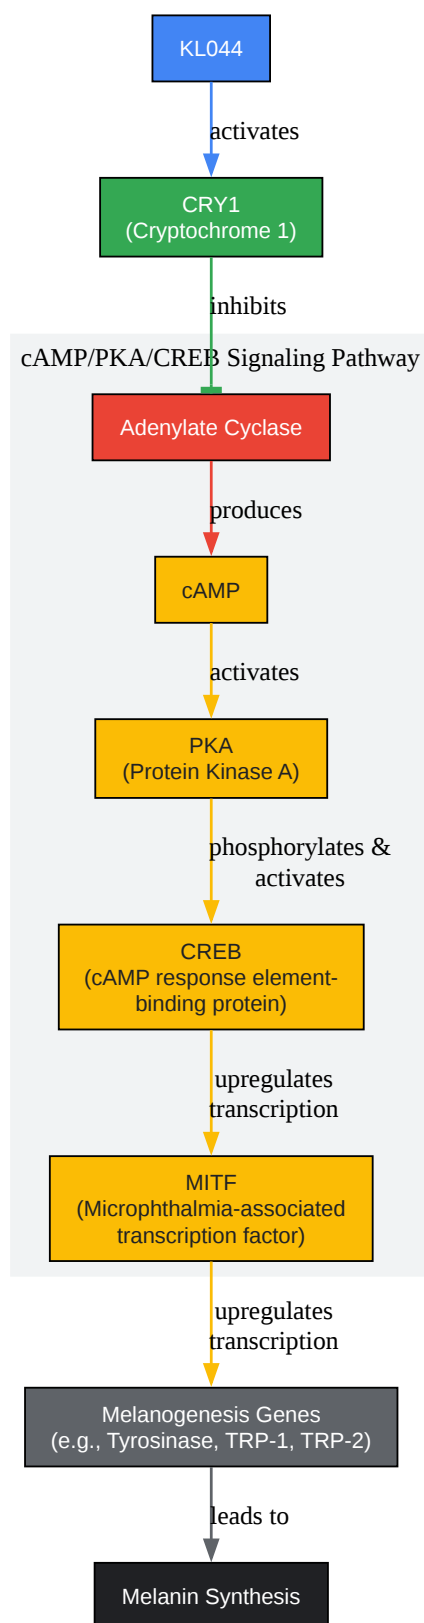 KL044
activates
CRY1
(Cryptochrome 1)
inhibits
cAMP/PKA/CREB Signaling Pathway
Adenylate Cyclase
produces
cAMP
activates
PKA
(Protein Kinase A)
phosphorylates &
activates
CREB
(cAMP response element-
binding protein)
upregulates
transcription
MITF
(Microphthalmia-associated
transcription factor)
upregulates
transcription
Melanogenesis Genes
(e.g., Tyrosinase, TRP-1, TRP-2)
leads to
Melanin Synthesis